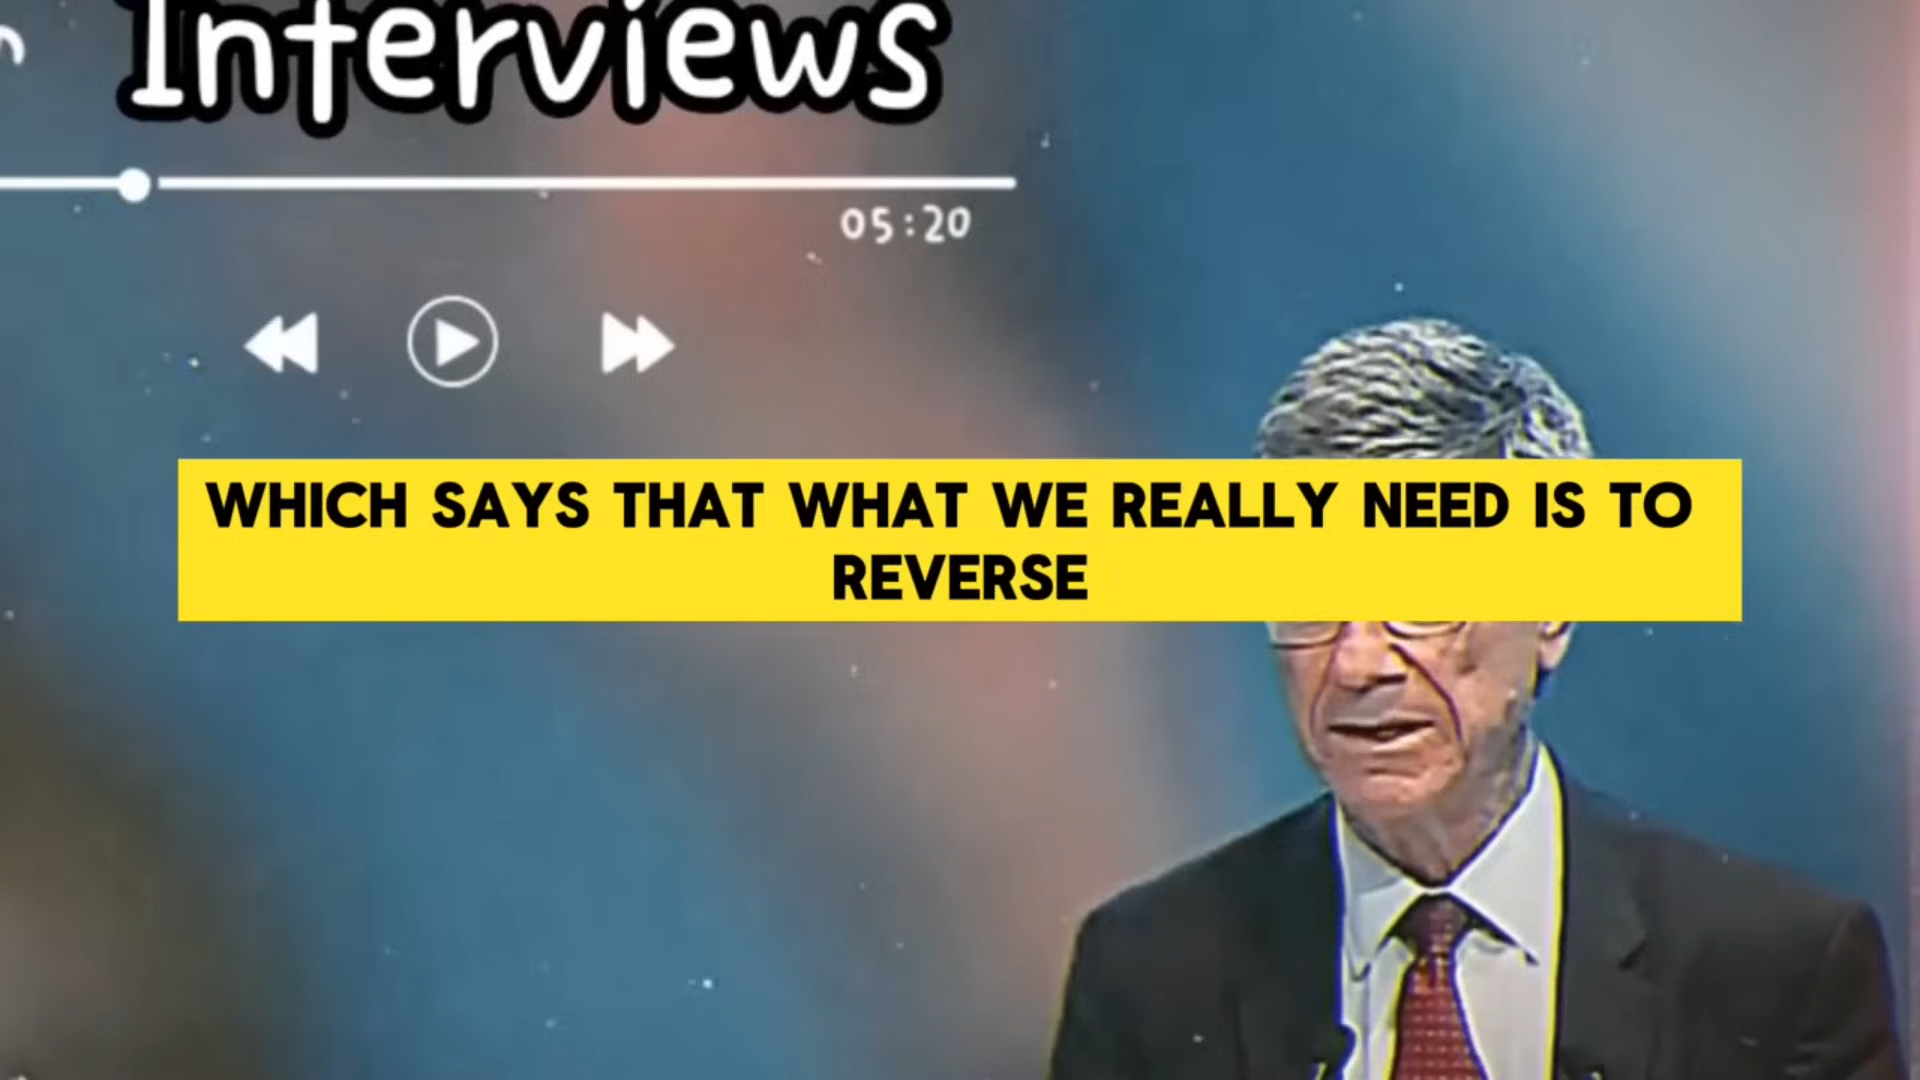 Interviews
05:20
WHICH SAYS THAT WHAT WE REALLY NEED IS TO
REVERSE